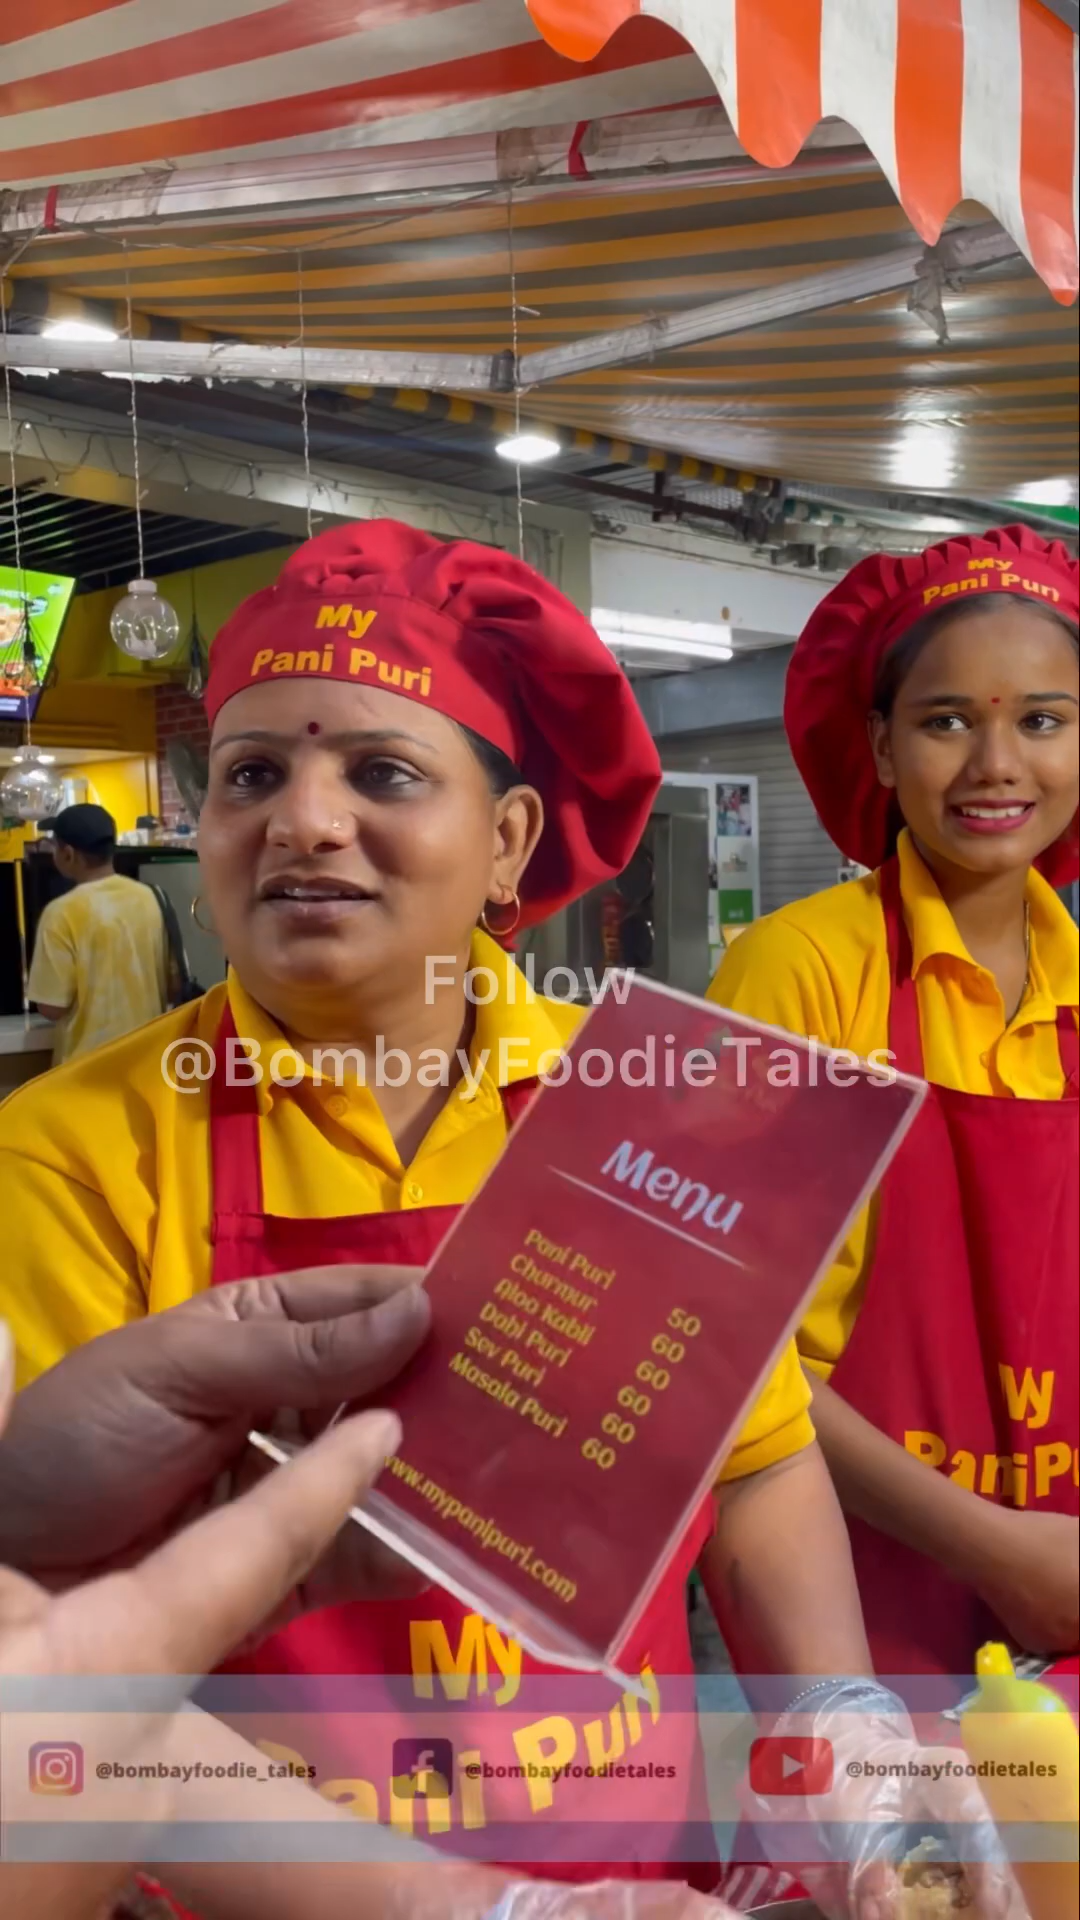 My
Pani Puri
My
Pani Puri
Follow
@BombayFoodieTales
Menu
Pani Puri 50
Churmur 60
Aloo Kabli 60
Dahi Puri 60
Sev Puri 60
Masala Puri 60
www.mypanipuri.com
My
Pani P
My
Pani Puri
@bombayfoodie_tales
@bombayfoodietales
@bombayfoodietales